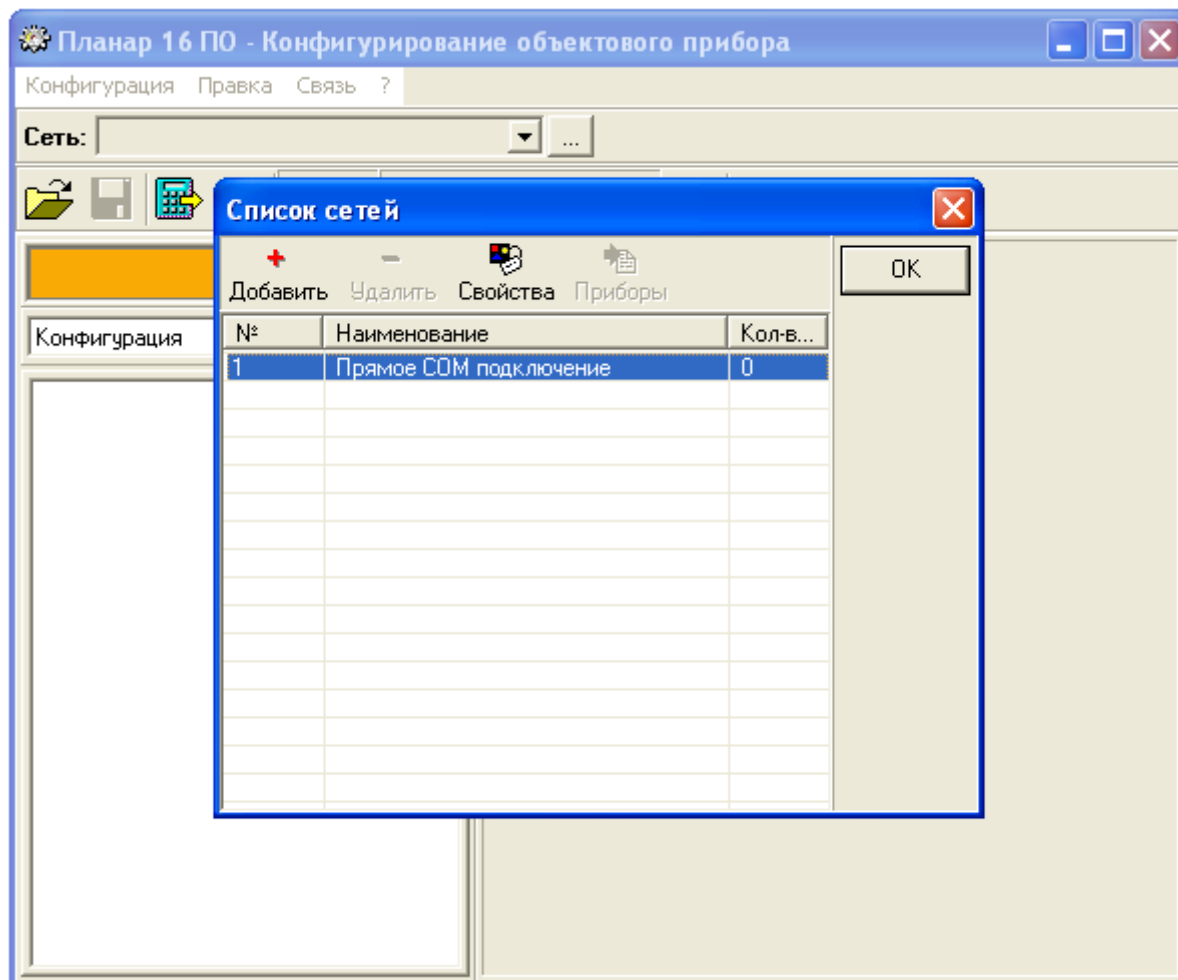 Планар 16 ПО - Конфигурирование объектового прибора
Конфигурация Правка Связь ?
Сеть:
...
Список сетей
Добавить Удалить Свойства Приборы
OK
Конфигурация
№ Наименование Кол-в...
1 Прямое COM подключение 0